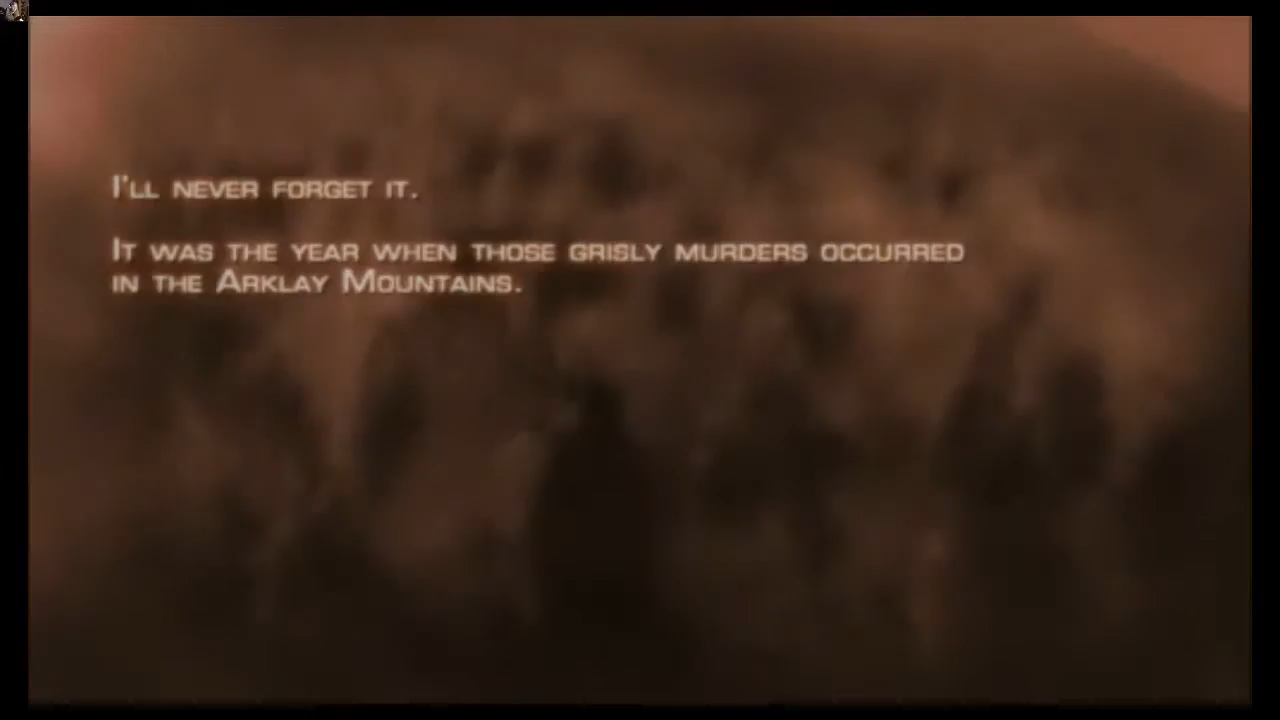 I'll never forget it.
It was the year when those grisly murders occurred
in the Arklay Mountains.